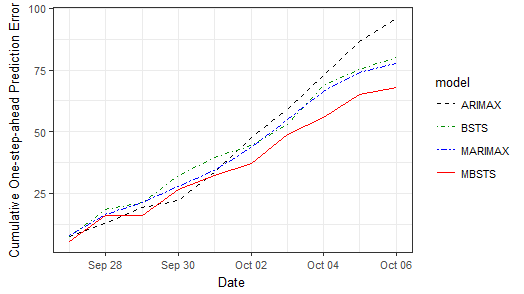 Cumulative One-step-ahead Prediction Error
100
75
50
25
Sep 28
Sep 30
Oct 02
Oct 04
Oct 06
Date
model
ARIMAX
BSTS
MARIMAX
MBSTS